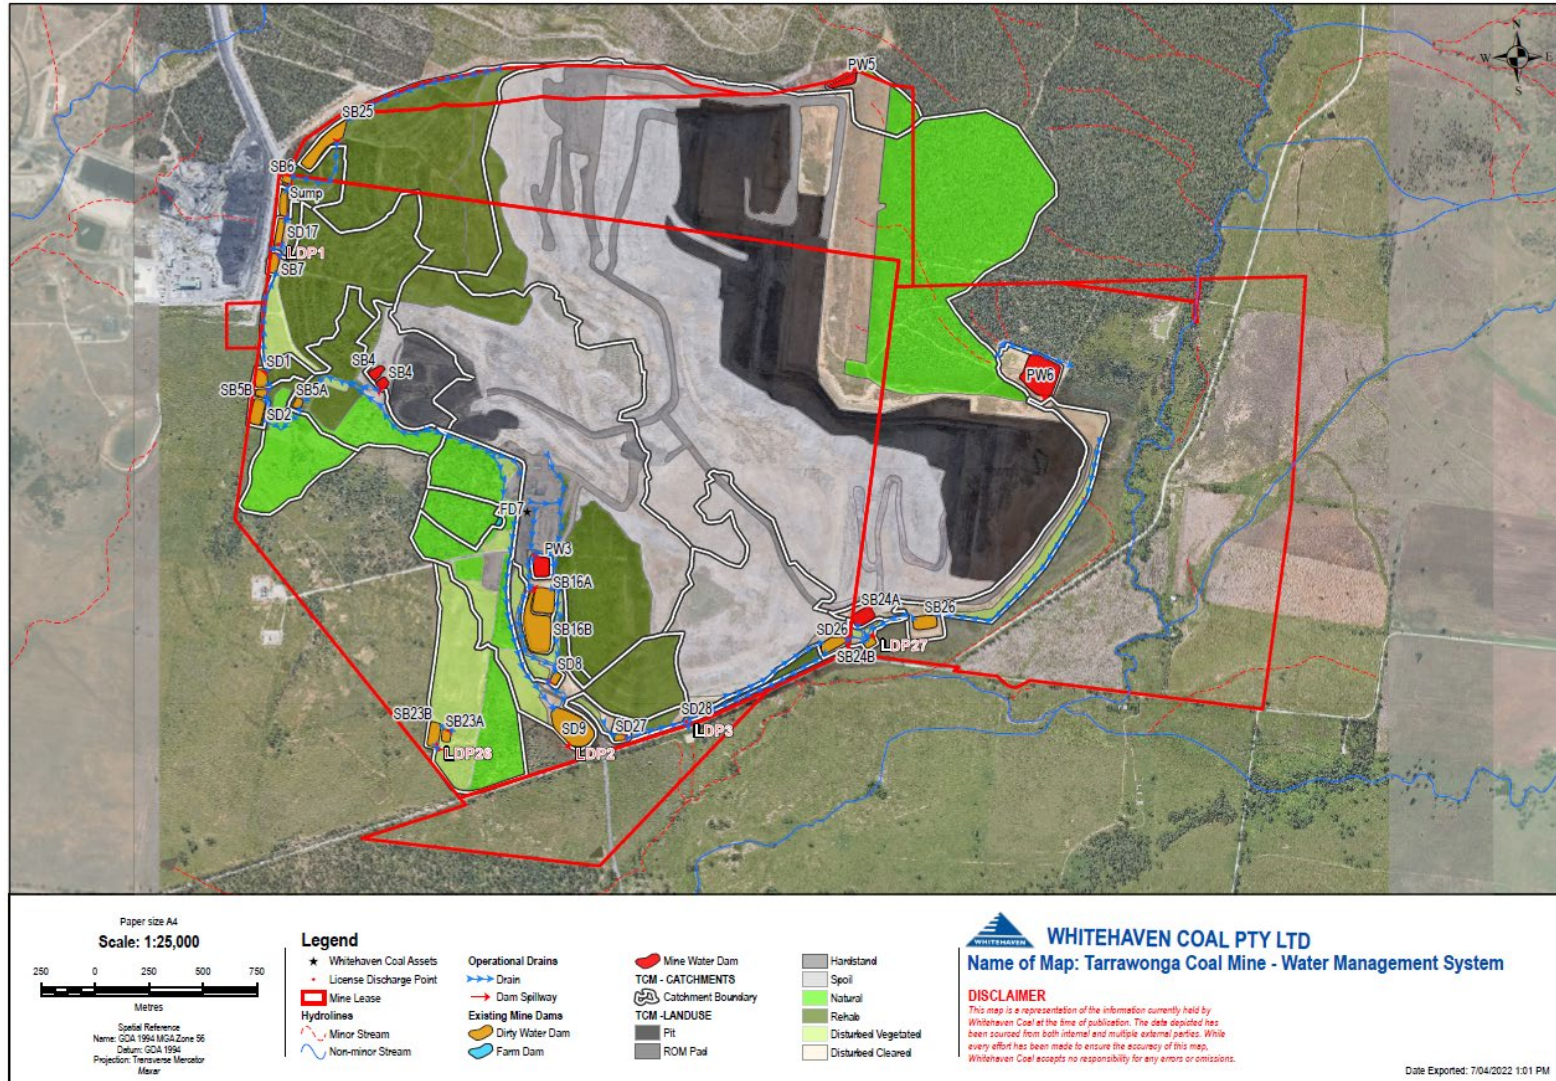 N
W E
S
PW5
SB25
SB6
Sump
SD17
LDP1
SB7
SD1
SB4
SB4
SB5B
SB5A
SD2
PW6
FD7
PW3
SB16A
SB16B
SB24A
SB26
SD26
LDP27
SB24B
SD8
SB23B
SB23A
SD9
SD27
SD28
LDP3
LDP26
LDP2
Paper size A4
Scale: 1:25,000
250 0 250 500 750
Metres
Spatial Reference
Name: GDA 1994 MGA Zone 56
Datum: GDA 1994
Projection: Transverse Mercator
Maxar
Legend
Whitehaven Coal Assets
License Discharge Point
Mine Lease
Hydrolines
Minor Stream
Non-minor Stream
Operational Drains
Drain
Dam Spillway
Existing Mine Dams
Dirty Water Dam
Farm Dam
Mine Water Dam
TCM - CATCHMENTS
Catchment Boundary
TCM -LANDUSE
Pit
ROM Pad
Hardstand
Spoil
Natural
Rehab
Disturbed Vegetated
Disturbed Cleared
WHITEHAVEN
WHITEHAVEN COAL PTY LTD
Name of Map: Tarrawonga Coal Mine - Water Management System
DISCLAIMER
This map is a representation of the information currently held by
Whitehaven Coal at the time of publication. The data depicted has
been sourced from both internal and multiple external parties. While
every effort has been made to ensure the accuracy of this map,
Whitehaven Coal accepts no responsibility for any errors or omissions.
Date Exported: 7/04/2022 1:01 PM